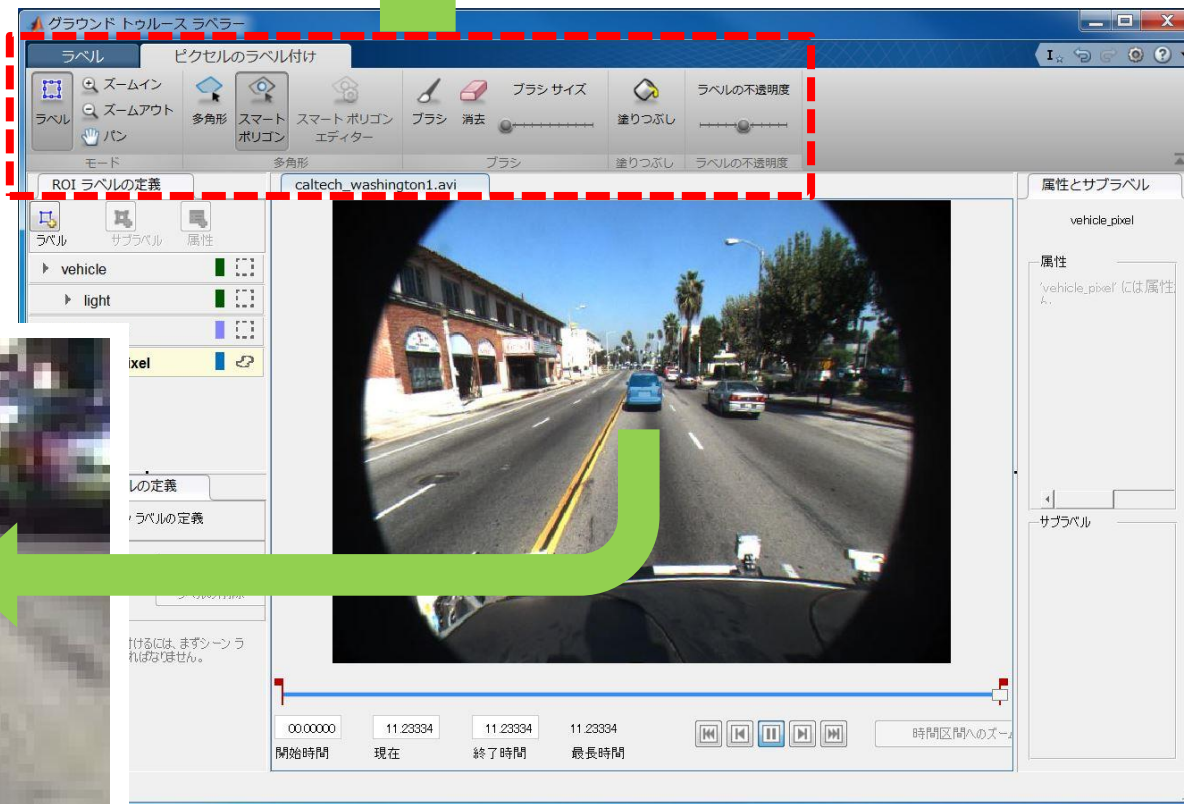 グラウンド トゥルース ラベラー
ラベル ピクセルのラベル付け
ズームイン
ズームアウト
パン
ラベル
多角形
スマート
ポリゴン
スマート ポリゴン
エディター
ブラシ 消去
ブラシ サイズ
塗りつぶし
ラベルの不透明度
モード 多角形 ブラシ 塗りつぶし ラベルの不透明度
ROI ラベルの定義
caltech_washington1.avi
属性とサブラベル
ラベル サブラベル 属性
vehicle_pixel
vehicle
light
ixel
属性
'vehicle_pixel' には属性
ん。
ルの定義
ラベルの定義
サブラベル
付けるには、まずシーン ラ
ればなりません。
00.00000 11.23334 11.23334 11.23334
開始時間 現在 終了時間 最長時間
時間区間へのズー